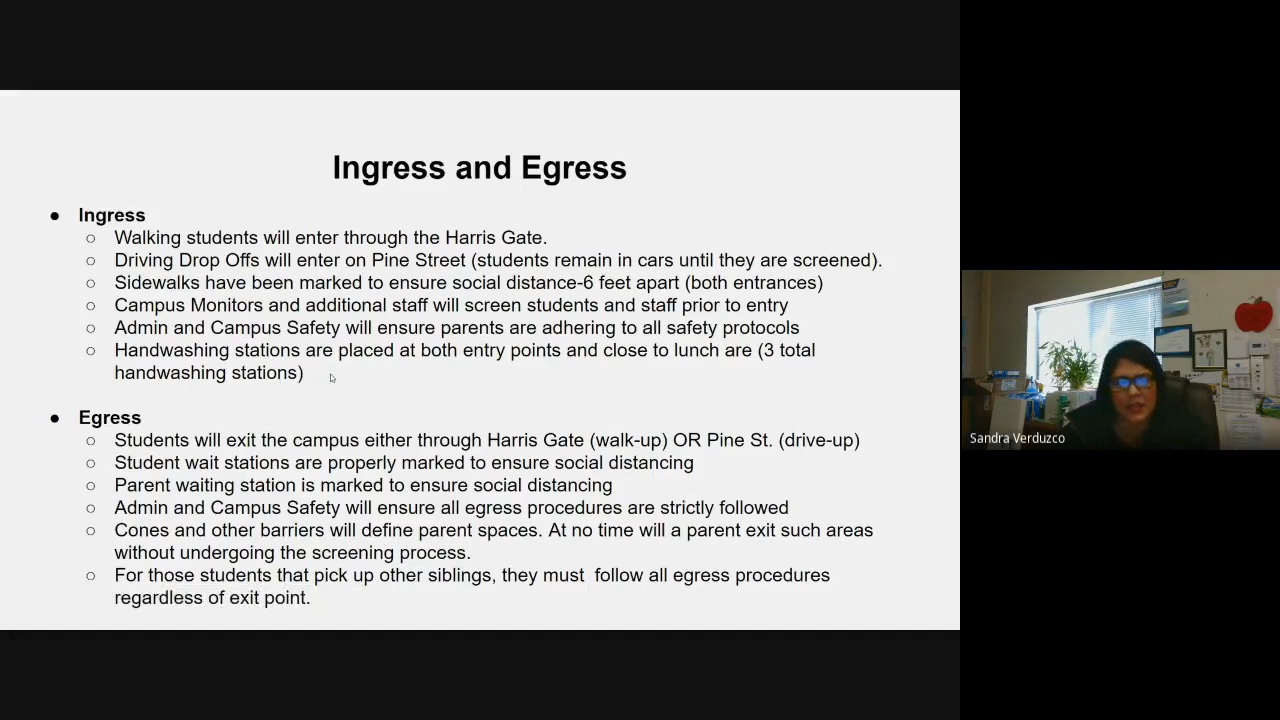 Ingress and Egress
● Ingress
○ Walking students will enter through the Harris Gate.
○ Driving Drop Offs will enter on Pine Street (students remain in cars until they are screened).
○ Sidewalks have been marked to ensure social distance-6 feet apart (both entrances)
○ Campus Monitors and additional staff will screen students and staff prior to entry
○ Admin and Campus Safety will ensure parents are adhering to all safety protocols
○ Handwashing stations are placed at both entry points and close to lunch are (3 total
handwashing stations)
● Egress
○ Students will exit the campus either through Harris Gate (walk-up) OR Pine St. (drive-up)
○ Student wait stations are properly marked to ensure social distancing
○ Parent waiting station is marked to ensure social distancing
○ Admin and Campus Safety will ensure all egress procedures are strictly followed
○ Cones and other barriers will define parent spaces. At no time will a parent exit such areas
without undergoing the screening process.
○ For those students that pick up other siblings, they must  follow all egress procedures
regardless of exit point.
Sandra Verduzco